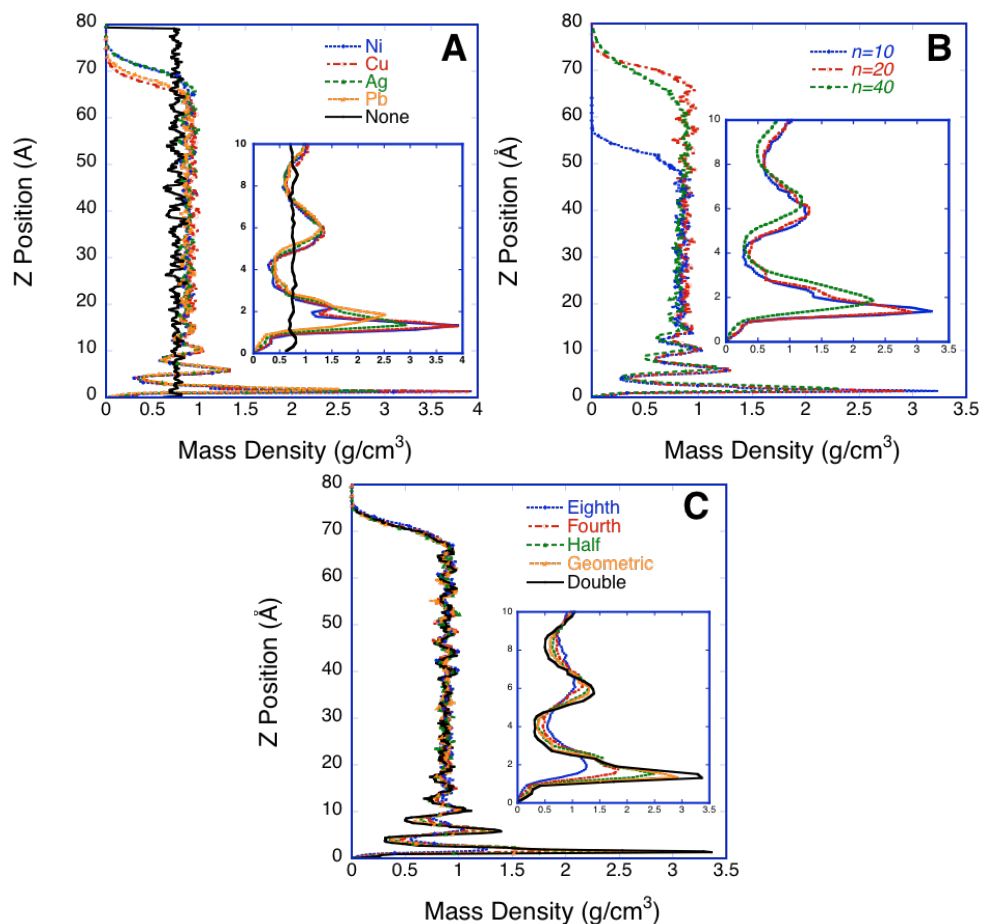 A
Ni
Cu
Ag
Pb
None
80
70
60
50
40
30
20
10
0
Z Position (Å)
10
8
6
4
2
0
0 0.5 1 1.5 2 2.5 3 3.5 4
0 0.5 1 1.5 2 2.5 3 3.5 4
Mass Density (g/cm³)
B
n=10
n=20
n=40
80
70
60
50
40
30
20
10
0
Z Position (Å)
10
8
6
4
2
0
0 0.5 1 1.5 2 2.5 3 3.5
0 0.5 1 1.5 2 2.5 3 3.5
Mass Density (g/cm³)
C
Eighth
Fourth
Half
Geometric
Double
80
70
60
50
40
30
20
10
0
Z Position (Å)
10
8
6
4
2
0
0 0.5 1 1.5 2 2.5 3 3.5
0 0.5 1 1.5 2 2.5 3 3.5
Mass Density (g/cm³)